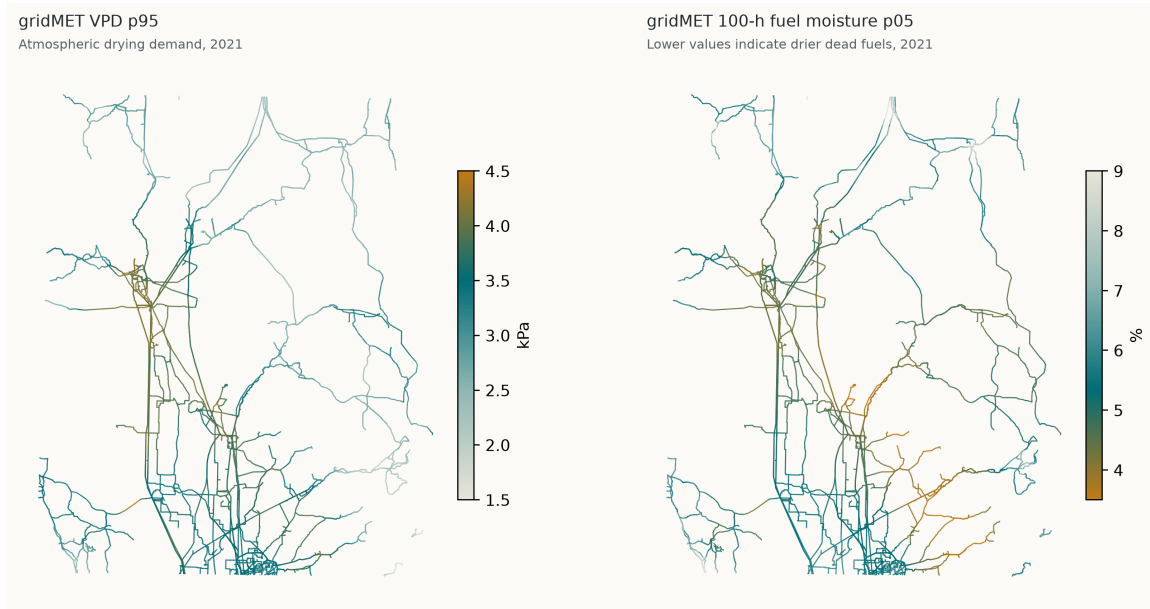 gridMET VPD p95
Atmospheric drying demand, 2021
4.5
4.0
3.5
3.0
2.5
2.0
1.5
kPa
gridMET 100-h fuel moisture p05
Lower values indicate drier dead fuels, 2021
9
8
7
6
5
4
%